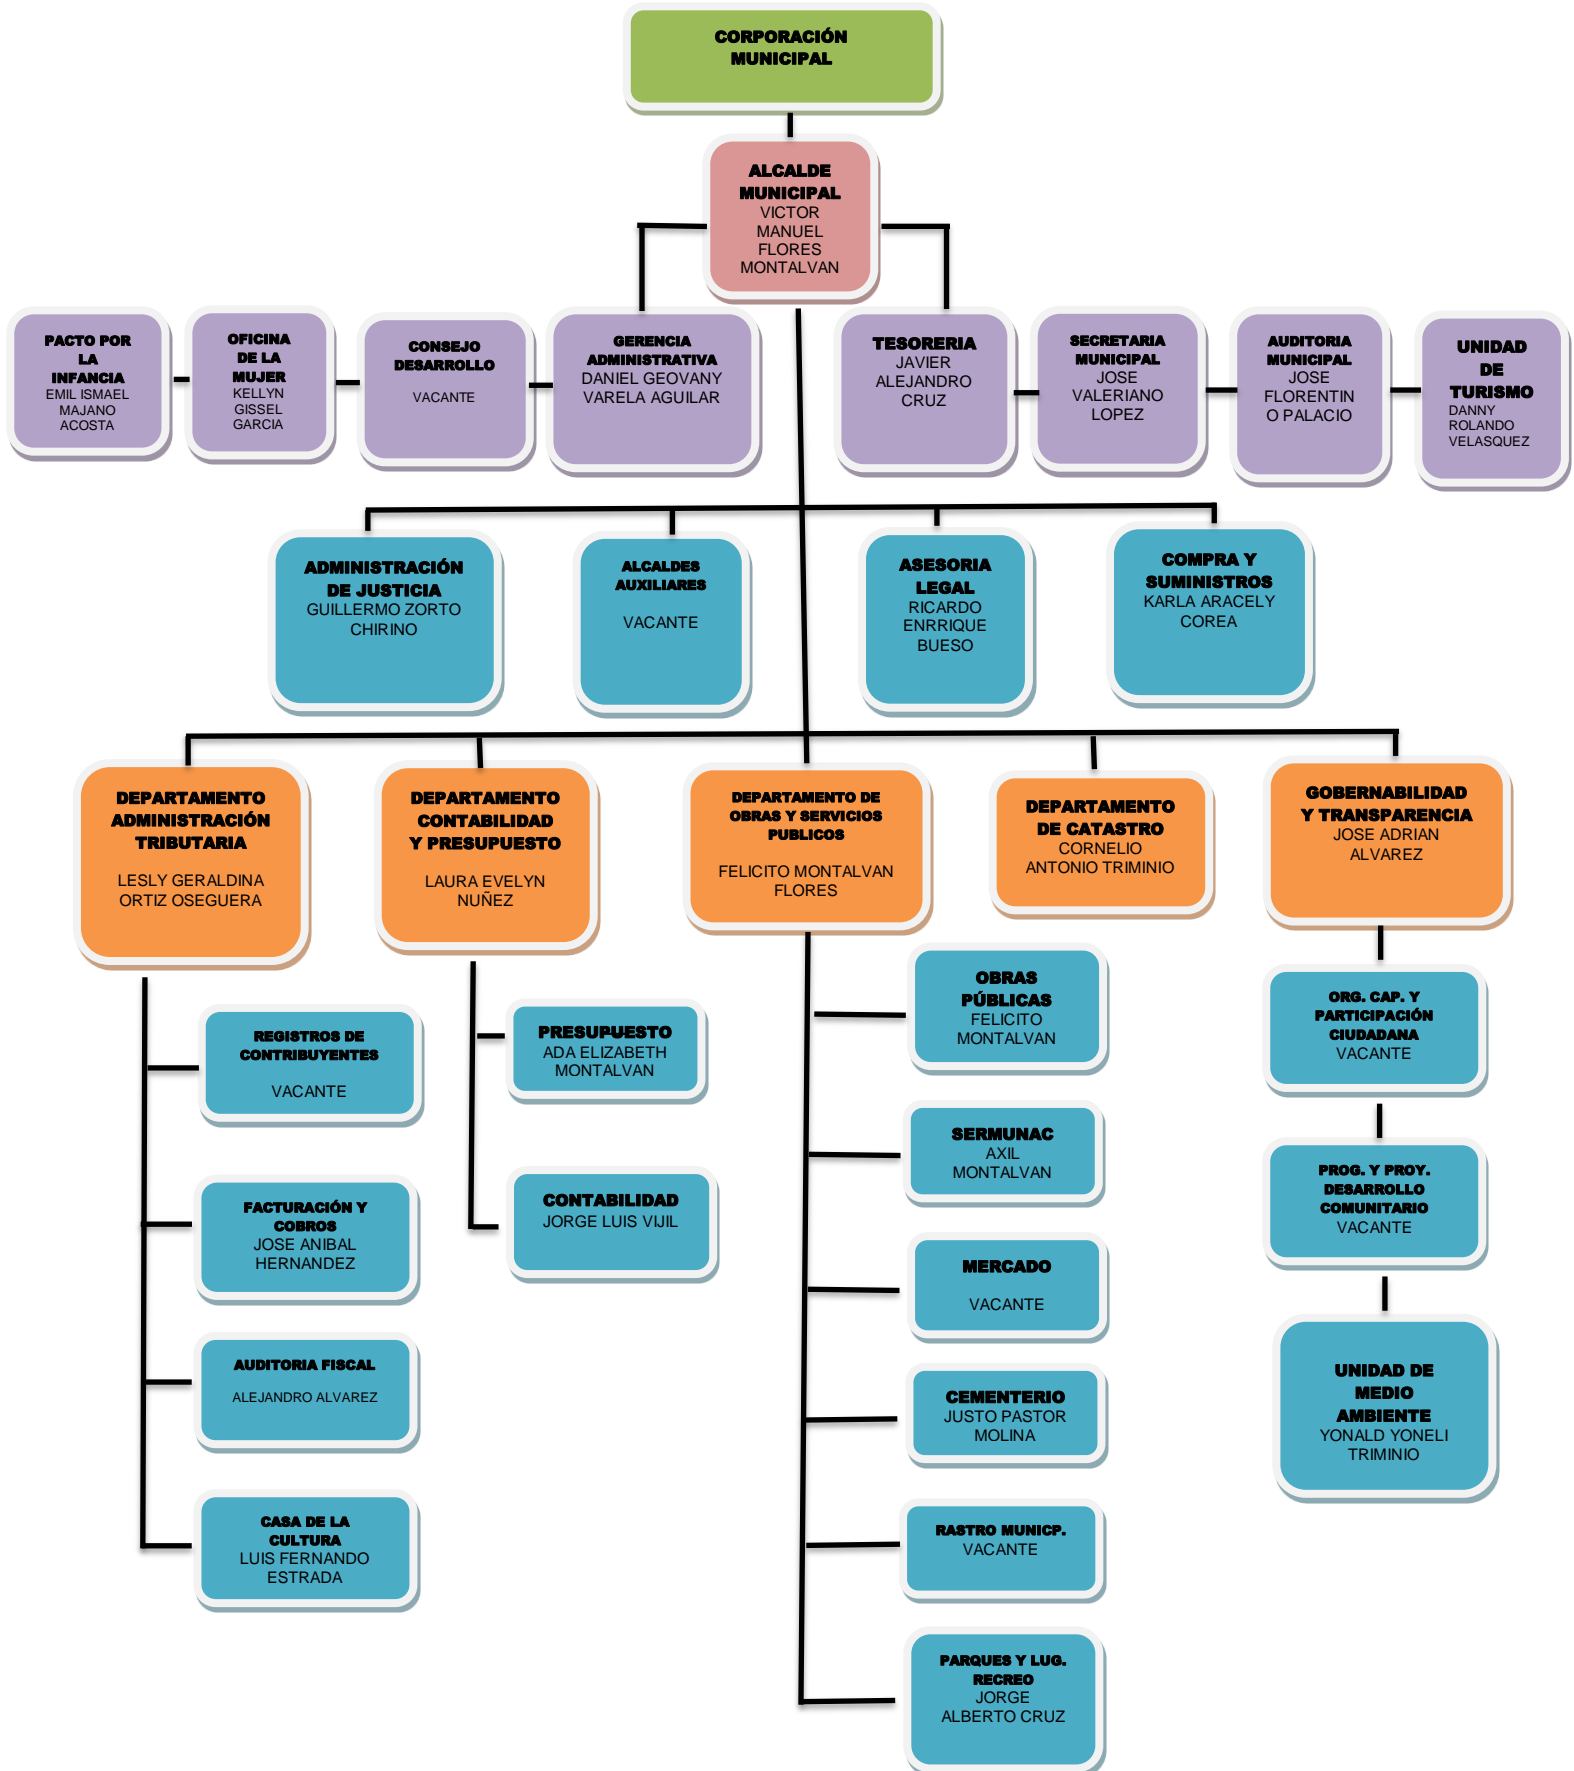 CORPORACIÓN
MUNICIPAL
ALCALDE
MUNICIPAL
VICTOR
MANUEL
FLORES
MONTALVAN
PACTO POR
LA
INFANCIA
EMIL ISMAEL
MAJANO
ACOSTA
OFICINA
DE LA
MUJER
KELLYN
GISSEL
GARCIA
CONSEJO
DESARROLLO
VACANTE
GERENCIA
ADMINISTRATIVA
DANIEL GEOVANY
VARELA AGUILAR
TESORERIA
JAVIER
ALEJANDRO
CRUZ
SECRETARIA
MUNICIPAL
JOSE
VALERIANO
LOPEZ
AUDITORIA
MUNICIPAL
JOSE
FLORENTIN
O PALACIO
UNIDAD
DE
TURISMO
DANNY
ROLANDO
VELASQUEZ
ADMINISTRACIÓN
DE JUSTICIA
GUILLERMO ZORTO
CHIRINO
ALCALDES
AUXILIARES
VACANTE
ASESORIA
LEGAL
RICARDO
ENRRIQUE
BUESO
COMPRA Y
SUMINISTROS
KARLA ARACELY
COREA
DEPARTAMENTO
ADMINISTRACIÓN
TRIBUTARIA
LESLY GERALDINA
ORTIZ OSEGUERA
DEPARTAMENTO
CONTABILIDAD
Y PRESUPUESTO
LAURA EVELYN
NUÑEZ
DEPARTAMENTO DE
OBRAS Y SERVICIOS
PUBLICOS
FELICITO MONTALVAN
FLORES
DEPARTAMENTO
DE CATASTRO
CORNELIO
ANTONIO TRIMINIO
GOBERNABILIDAD
Y TRANSPARENCIA
JOSE ADRIAN
ALVAREZ
REGISTROS DE
CONTRIBUYENTES
VACANTE
FACTURACIÓN Y
COBROS
JOSE ANIBAL
HERNANDEZ
AUDITORIA FISCAL
ALEJANDRO ALVAREZ
CASA DE LA
CULTURA
LUIS FERNANDO
ESTRADA
PRESUPUESTO
ADA ELIZABETH
MONTALVAN
CONTABILIDAD
JORGE LUIS VIJIL
OBRAS
PÚBLICAS
FELICITO
MONTALVAN
SERMUNAC
AXIL
MONTALVAN
MERCADO
VACANTE
CEMENTERIO
JUSTO PASTOR
MOLINA
RASTRO MUNICP.
VACANTE
PARQUES Y LUG.
RECREO
JORGE
ALBERTO CRUZ
ORG. CAP. Y
PARTICIPACIÓN
CIUDADANA
VACANTE
PROG. Y PROY.
DESARROLLO
COMUNITARIO
VACANTE
UNIDAD DE
MEDIO
AMBIENTE
YONALD YONELI
TRIMINIO